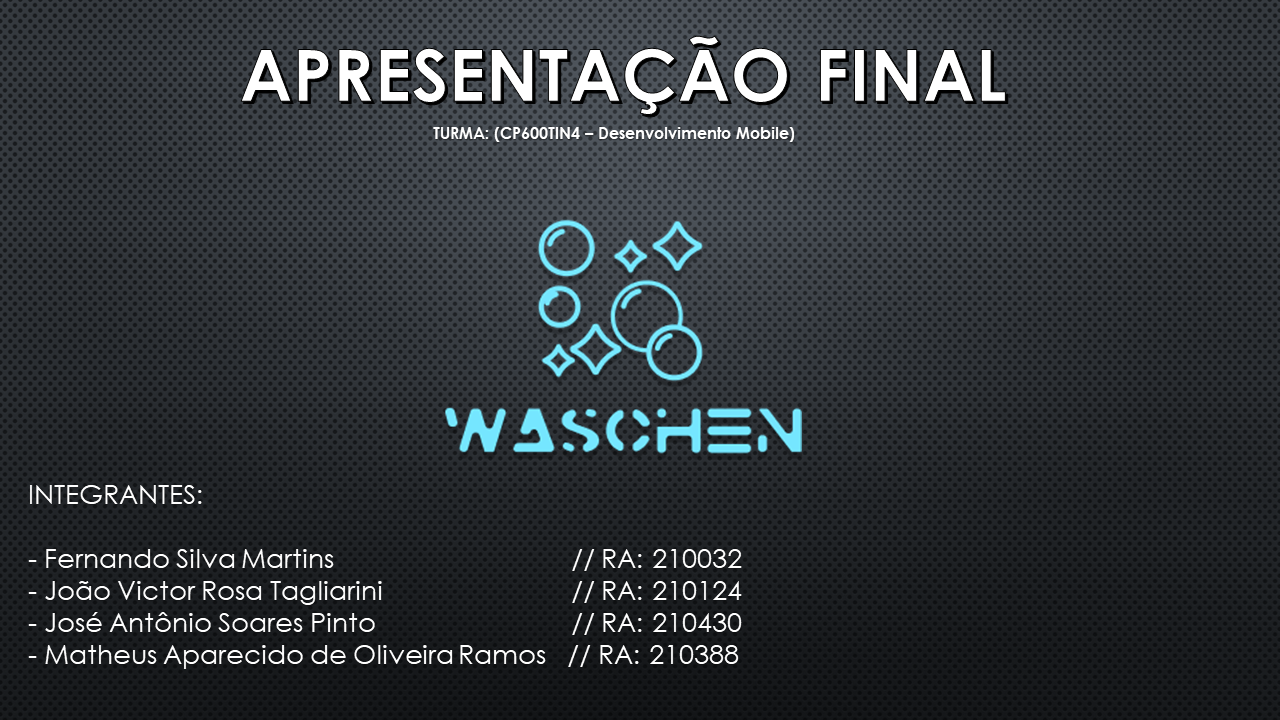 APRESENTAÇÃO FINAL
TURMA: (CP600TIN4 – Desenvolvimento Mobile)
WASCHEN
INTEGRANTES:
- Fernando Silva Martins // RA: 210032
- João Victor Rosa Tagliarini // RA: 210124
- José Antônio Soares Pinto // RA: 210430
- Matheus Aparecido de Oliveira Ramos // RA: 210388